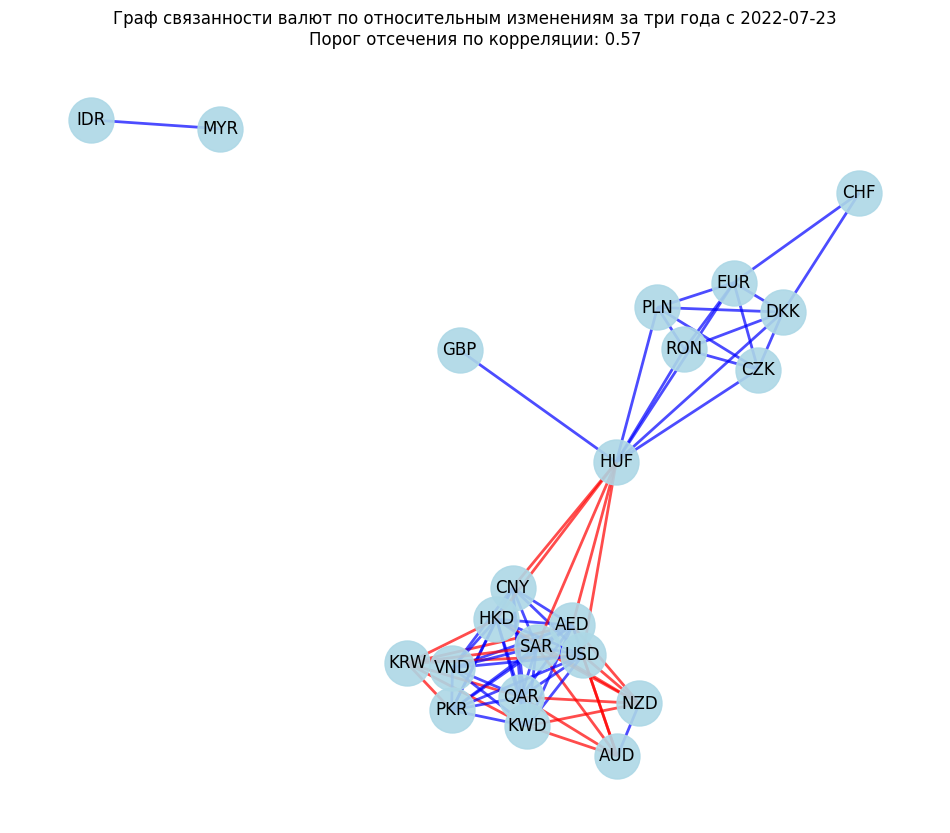 Граф связанности валют по относительным изменениям за три года с 2022-07-23
Порог отсечения по корреляции: 0.57
IDR
MYR
CHF
EUR
PLN
DKK
GBP
RON
CZK
HUF
CNY
HKD
AED
SAR
USD
KRW
VND
QAR
PKR
NZD
KWD
AUD